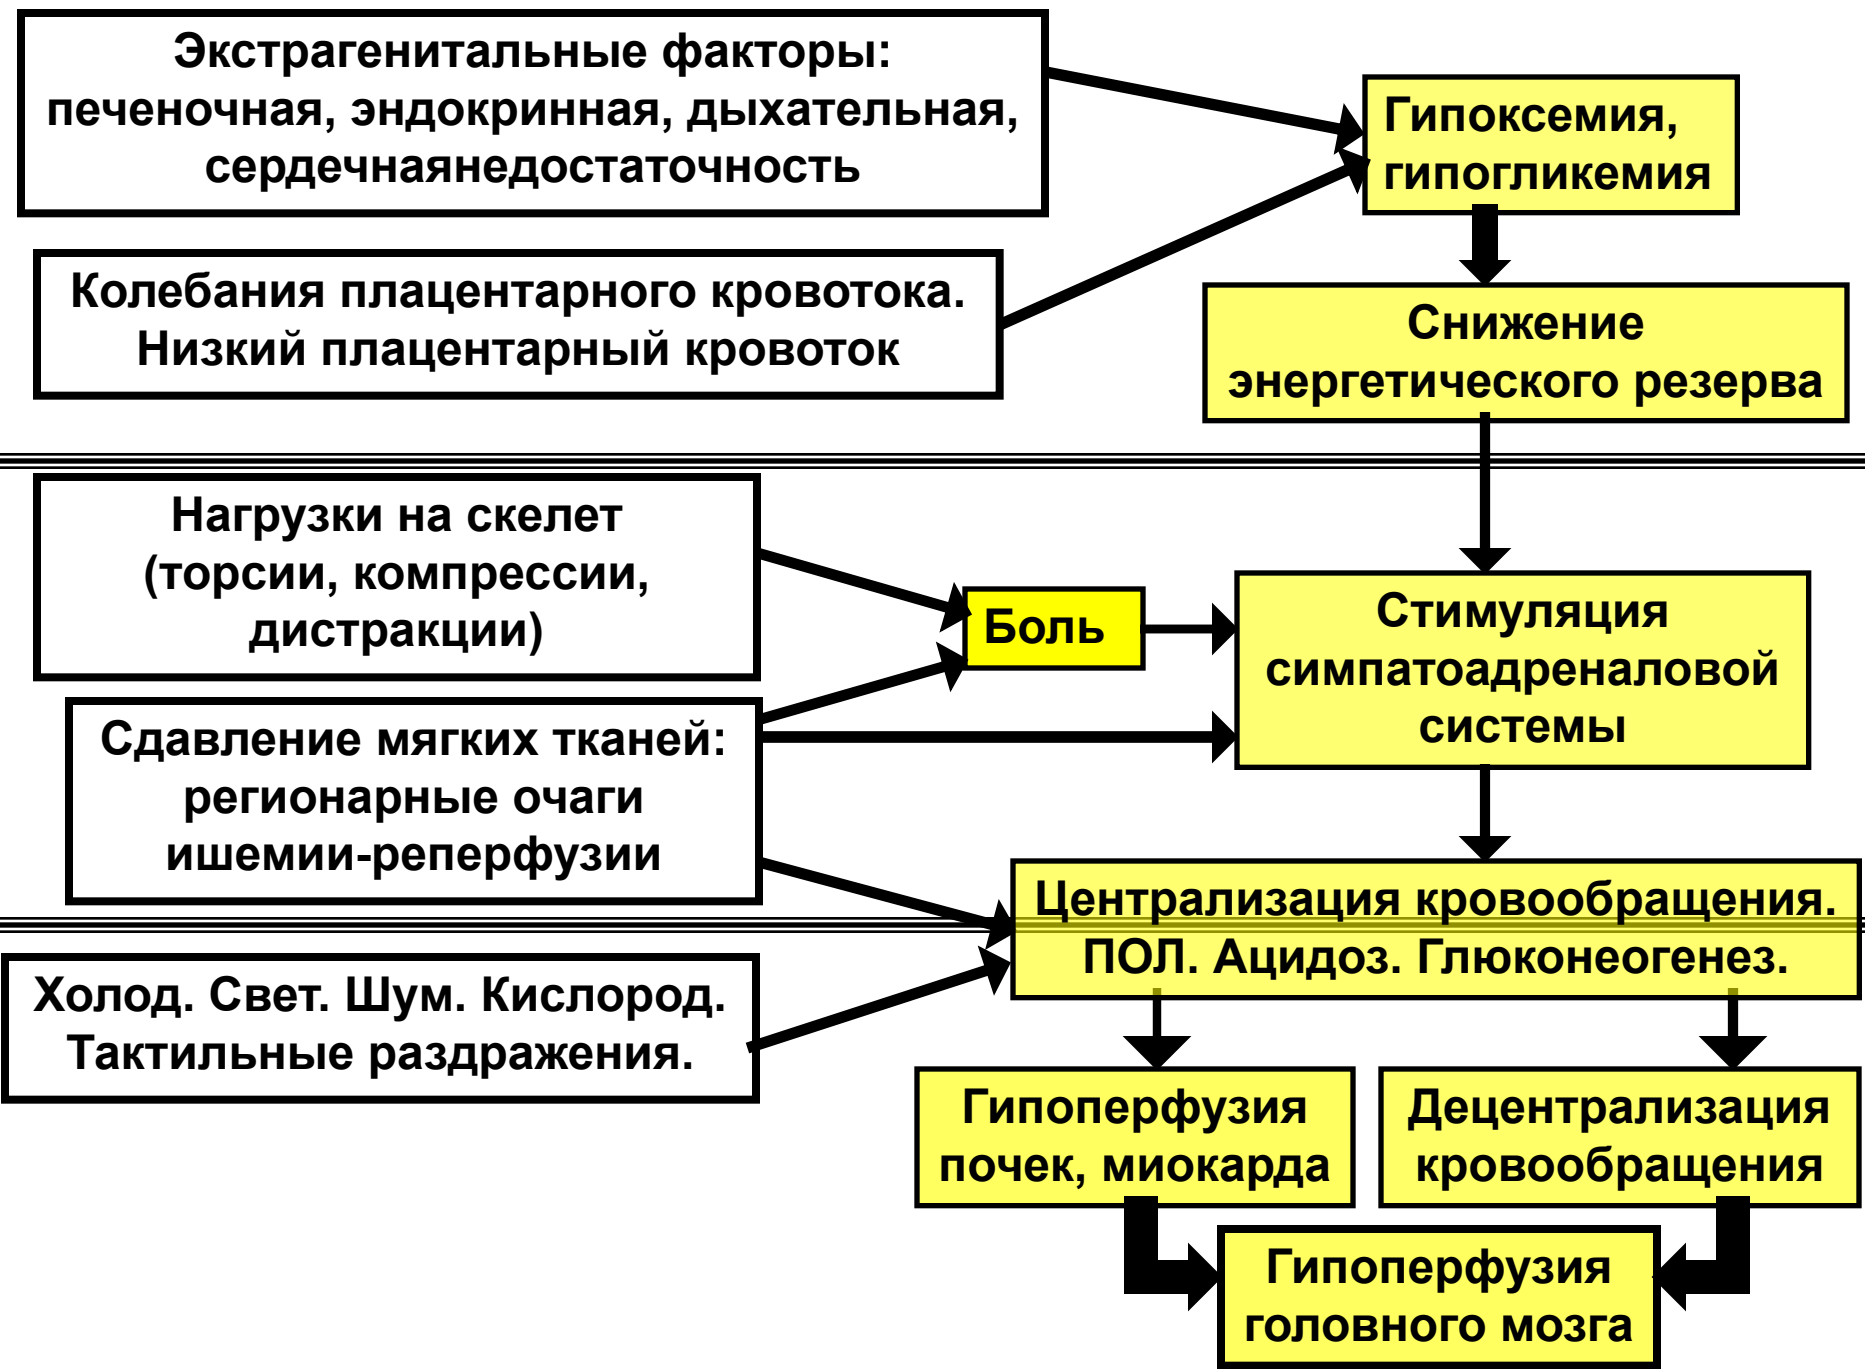 Экстрагенитальные факторы:
печеночная, эндокринная, дыхательная,
сердечнаянедостаточность
Гипоксемия,
гипогликемия
Колебания плацентарного кровотока.
Низкий плацентарный кровоток
Снижение
энергетического резерва
Нагрузки на скелет
(торсии, компрессии,
дистракции)
Боль
Стимуляция
симпатоадреналовой
системы
Сдавление мягких тканей:
регионарные очаги
ишемии-реперфузии
Централизация кровообращения.
ПОЛ. Ацидоз. Глюконеогенез.
Холод. Свет. Шум. Кислород.
Тактильные раздражения.
Гипоперфузия
почек, миокарда
Децентрализация
кровообращения
Гипоперфузия
головного мозга